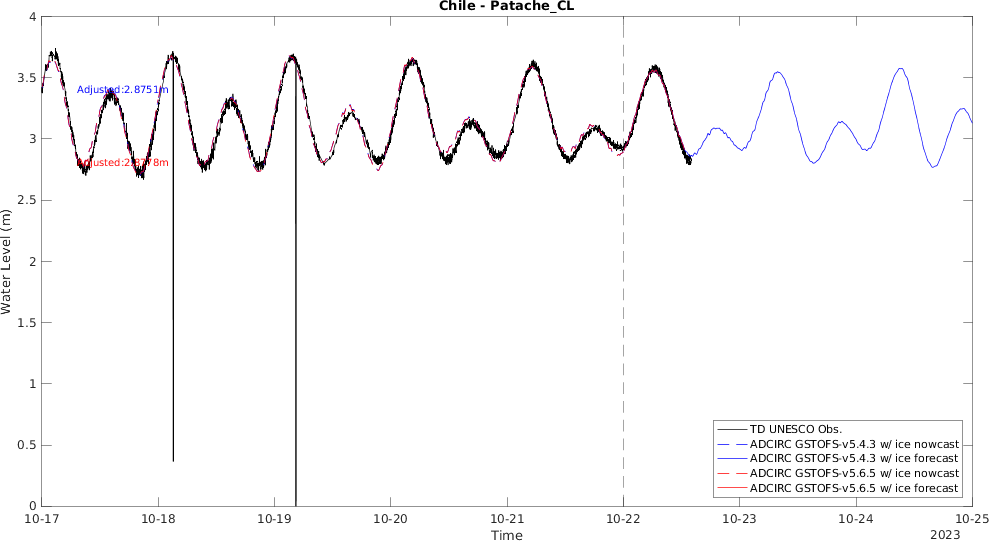 Chile - Patache_CL
Water Level (m)
4
3.5
3
2.5
2
1.5
1
0.5
0
Adjusted:2.8751m
10-17
10-18
10-19
10-20
10-21
10-22
10-23
10-24
10-25
Time
2023
TD UNESCO Obs.
ADCIRC GSTOFS-v5.4.3 w/ ice nowcast
ADCIRC GSTOFS-v5.4.3 w/ ice forecast
ADCIRC GSTOFS-v5.6.5 w/ ice nowcast
ADCIRC GSTOFS-v5.6.5 w/ ice forecast